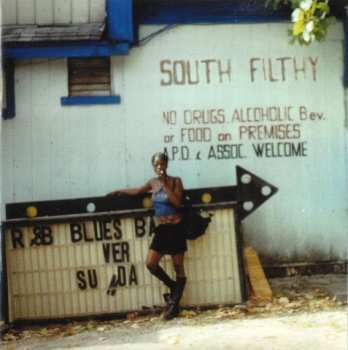 SOUTH FILTHY
NO DRUGS. ALCOHOLIC Bev.
or FOOD on PREMISES
A.P.D. & ASSOC. WELCOME
R&B BLUES BA
VER
SU DA